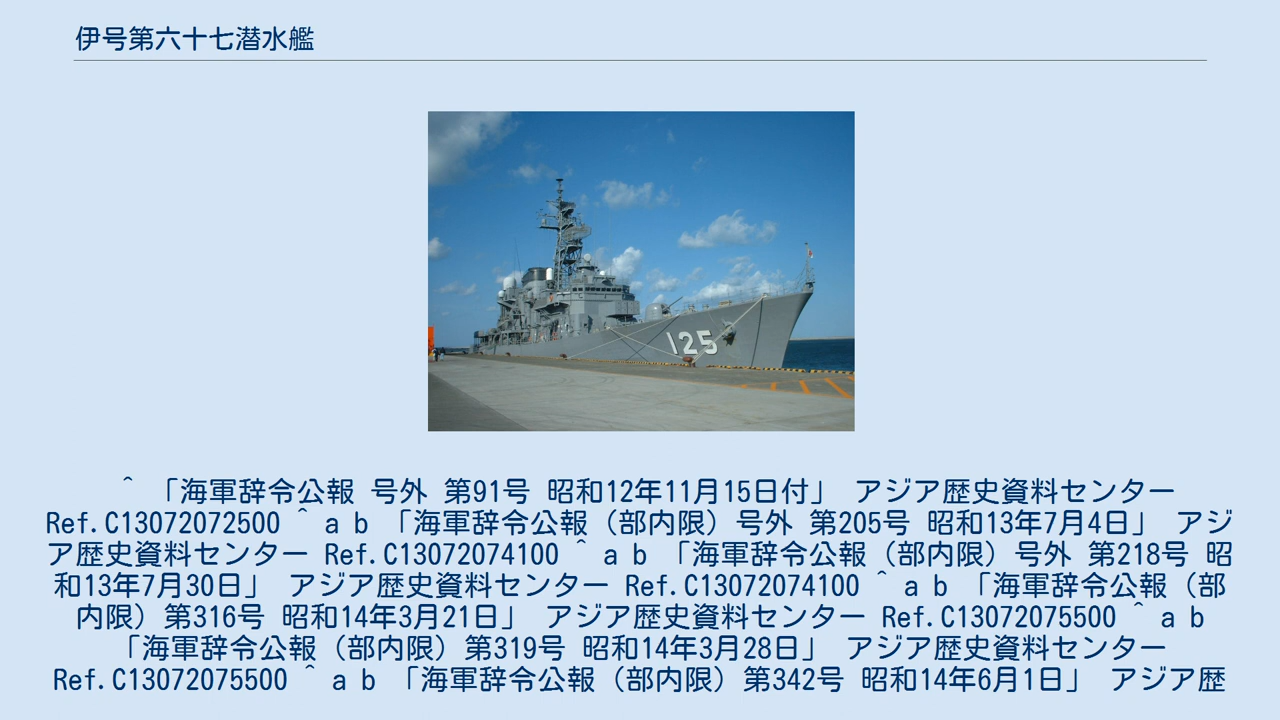 伊号第六十七潜水艦
125
^ 「海軍辞令公報 号外 第91号 昭和12年11月15日付」 アジア歴史資料センター
Ref.C13072072500 ^ a b 「海軍辞令公報（部内限）号外 第205号 昭和13年7月4日」 アジ
ア歴史資料センター Ref.C13072074100 ^ a b 「海軍辞令公報（部内限）号外 第218号 昭
和13年7月30日」 アジア歴史資料センター Ref.C13072074100 ^ a b 「海軍辞令公報（部
内限）第316号 昭和14年3月21日」 アジア歴史資料センター Ref.C13072075500 ^ a b
「海軍辞令公報（部内限）第319号 昭和14年3月28日」 アジア歴史資料センター
Ref.C13072075500 ^ a b 「海軍辞令公報（部内限）第342号 昭和14年6月1日」 アジア歴